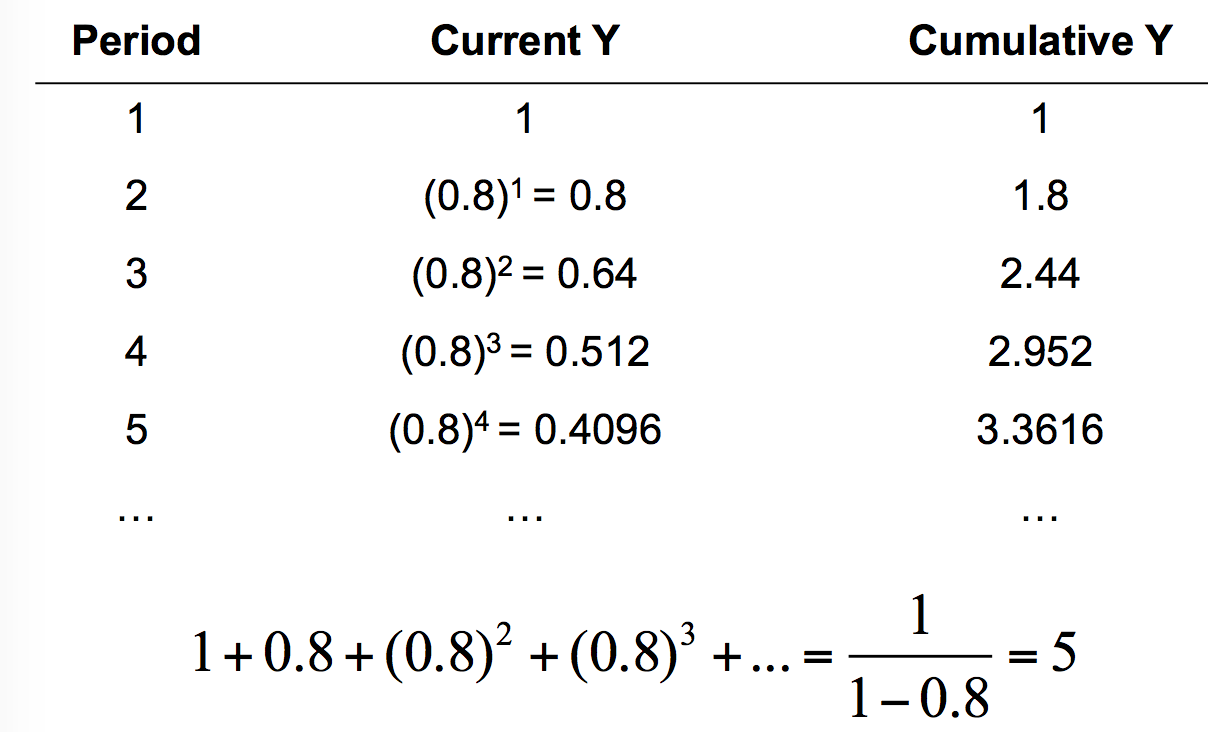 Period Current Y Cumulative Y
1 1 1
2 (0.8)¹ = 0.8 1.8
3 (0.8)² = 0.64 2.44
4 (0.8)³ = 0.512 2.952
5 (0.8)⁴ = 0.4096 3.3616
… … …
1 + 0.8 + (0.8)² + (0.8)³ + ... = 1 / (1 − 0.8) = 5